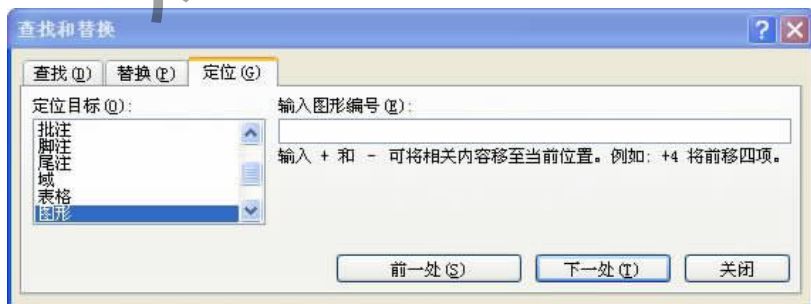 查找和替换
查找(D) 替换(P) 定位(G)
定位目标(O):
输入图形编号(E):
批注
脚注
尾注
域
表格
图形
输入 + 和 - 可将相关内容移至当前位置。例如: +4 将前移四项。
前一处(S) 下一处(T) 关闭